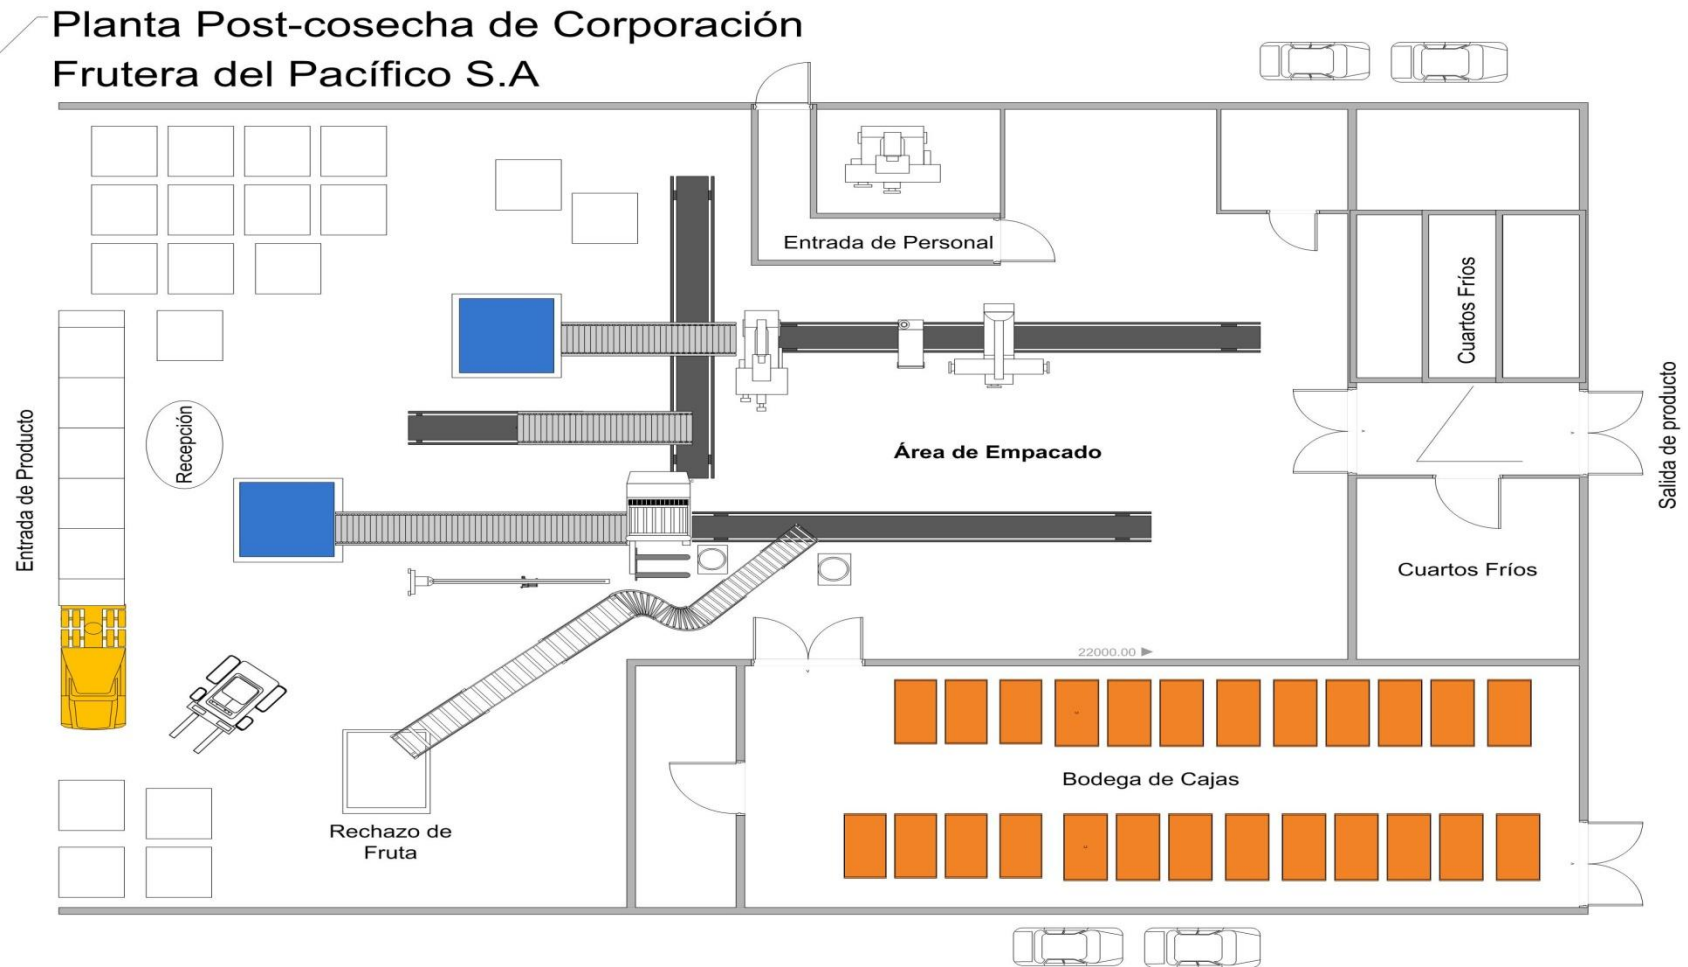 Planta Post-cosecha de Corporación
Frutera del Pacífico S.A
Entrada de Personal
Cuartos Fríos
Entrada de Producto
Recepción
Área de Empacado
Salida de producto
Cuartos Fríos
22000.00
Bodega de Cajas
Rechazo de
Fruta